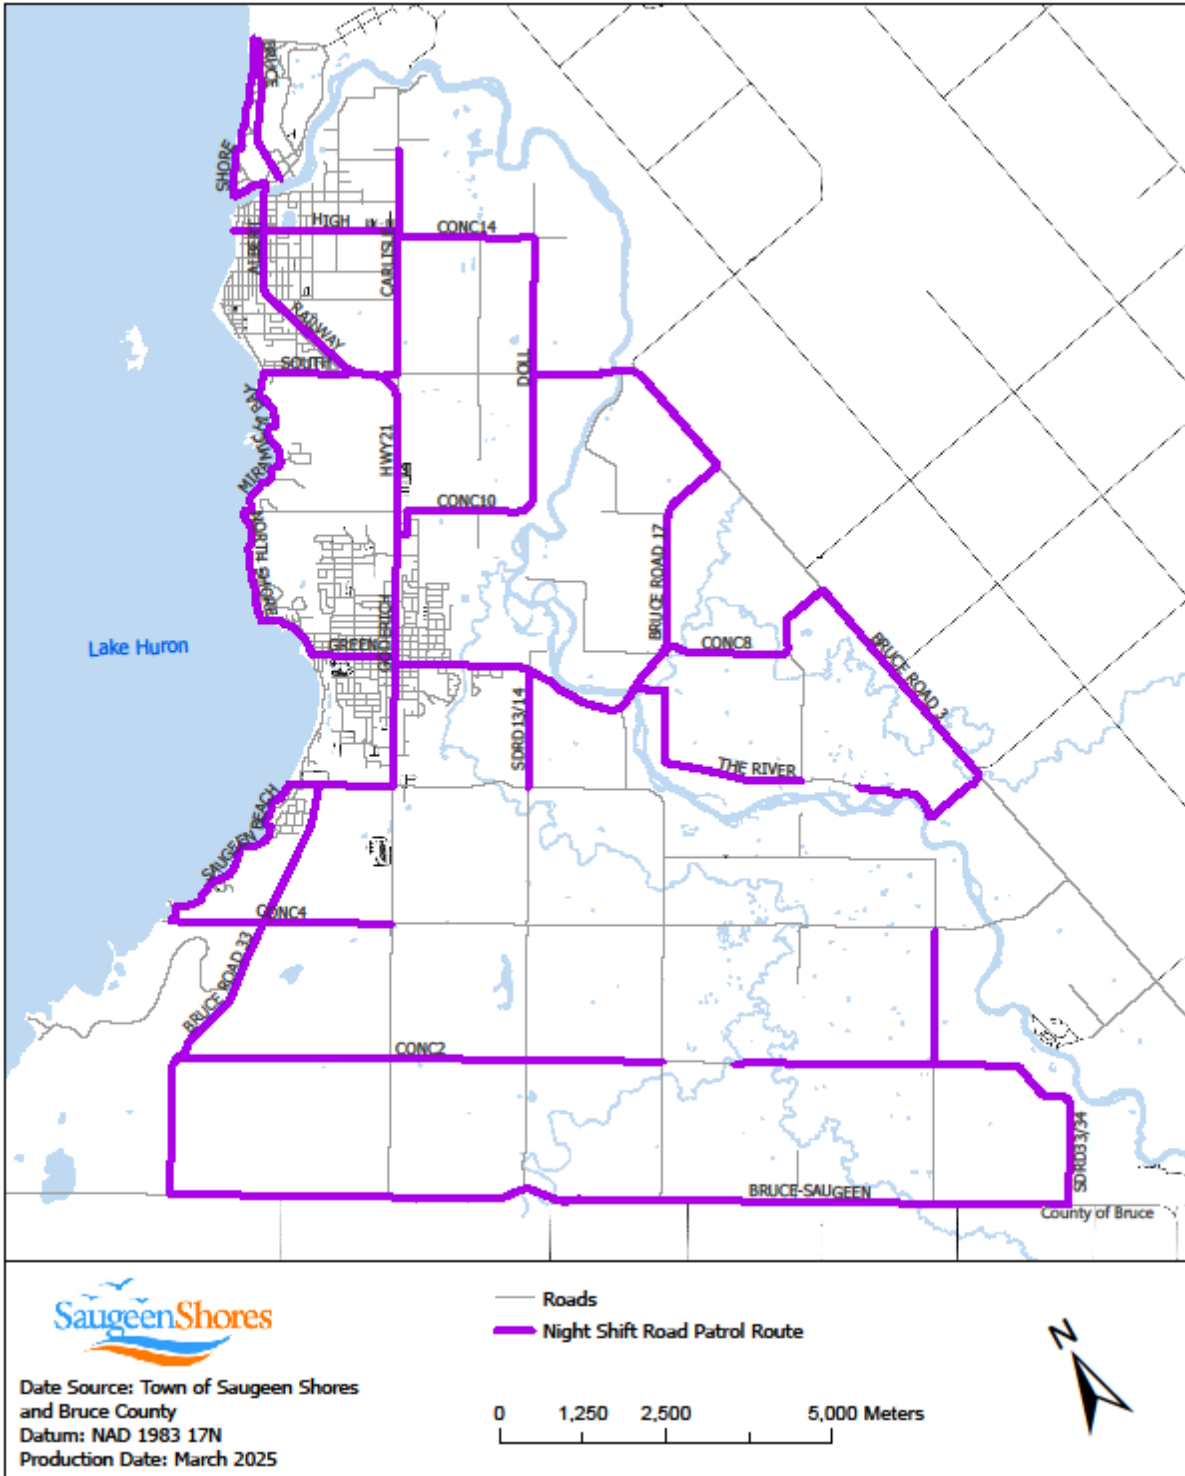 BRUCE
SHORE
HIGH
CONC14
ALBERT
CARLISLE
RAILWAY
SOUTH
DOLL
MIRAMICHI BAY
HWY21
CONC10
NORTH SHORE
BRUCE ROAD 17
Lake Huron
GREEN
GODERICH
CONC8
BRUCE ROAD 3
SDRD13/14
THE RIVER
SAUGEEN BEACH
CONC4
BRUCE ROAD 33
CONC2
SDRD33/34
BRUCE-SAUGEEN
County of Bruce
SaugeenShores
Roads
Night Shift Road Patrol Route
N
Date Source: Town of Saugeen Shores
and Bruce County
Datum: NAD 1983 17N
Production Date: March 2025
0 1,250 2,500 5,000 Meters